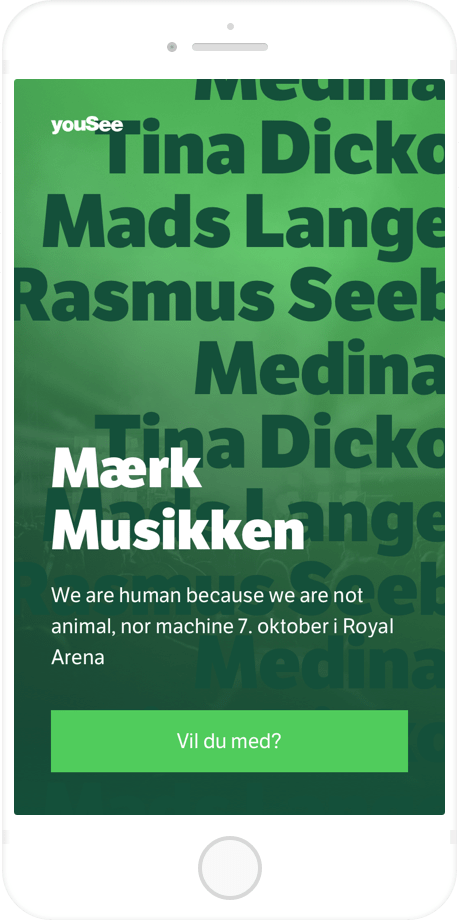 Medina
youSee
Tina Dicko
Mads Lange
Rasmus Seeb
Medina
Tina Dicko
Mærk
Musikken
Mads Lange
Rasmus Seeb
We are human because we are not
animal, nor machine 7. oktober i Royal
Arena
Medina
Vil du med?